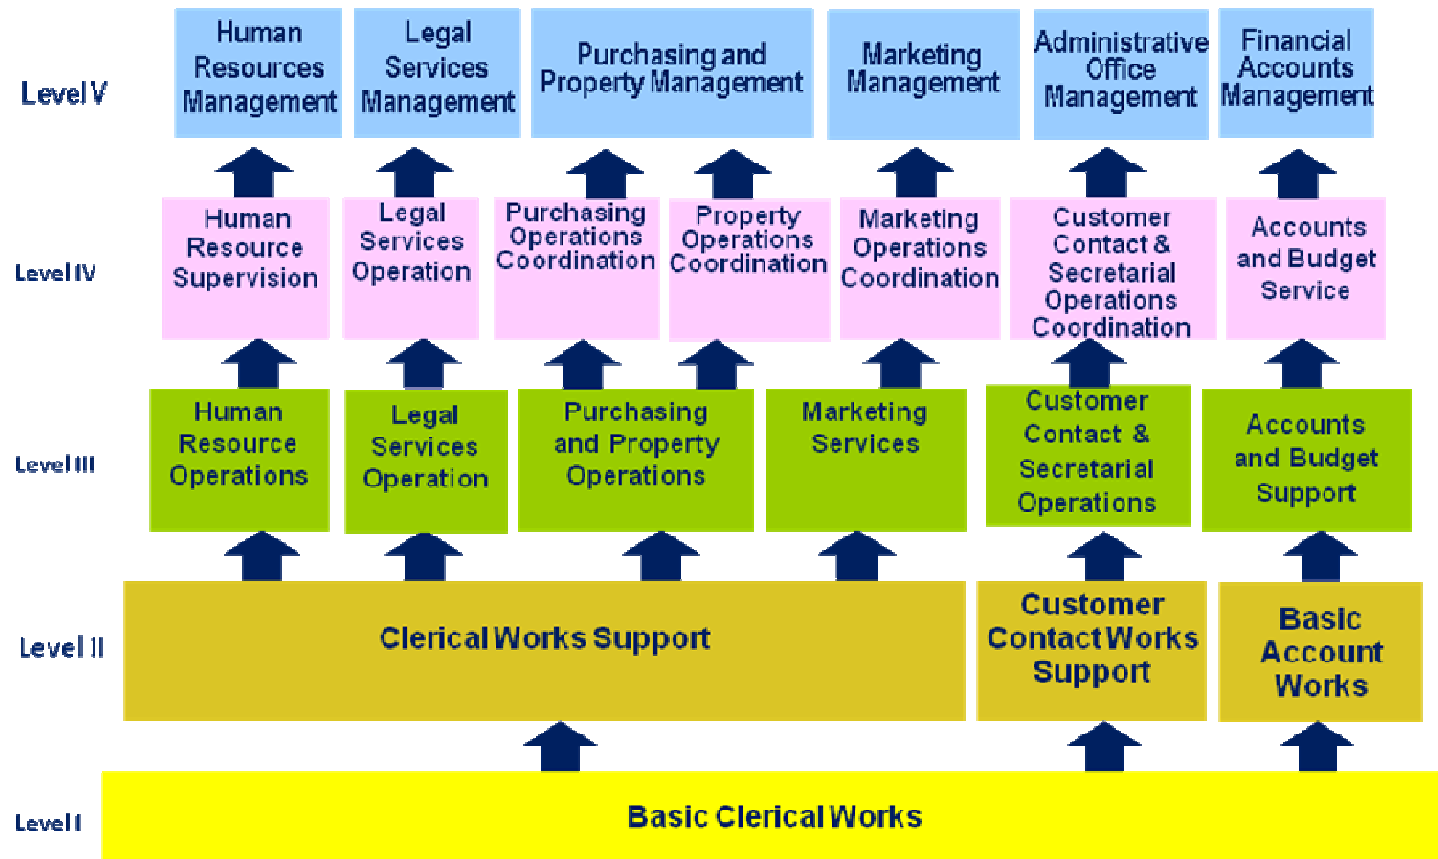 Level V
Human
Resources
Management
Legal
Services
Management
Purchasing and
Property Management
Marketing
Management
Administrative
Office
Management
Financial
Accounts
Management
Level IV
Human
Resource
Supervision
Legal
Services
Operation
Purchasing
Operations
Coordination
Property
Operations
Coordination
Marketing
Operations
Coordination
Customer
Contact &
Secretarial
Operations
Coordination
Accounts
and Budget
Service
Level III
Human
Resource
Operations
Legal
Services
Operation
Purchasing
and Property
Operations
Marketing
Services
Customer
Contact &
Secretarial
Operations
Accounts
and Budget
Support
Level II
Clerical Works Support
Customer
Contact Works
Support
Basic
Account
Works
Level I
Basic Clerical Works